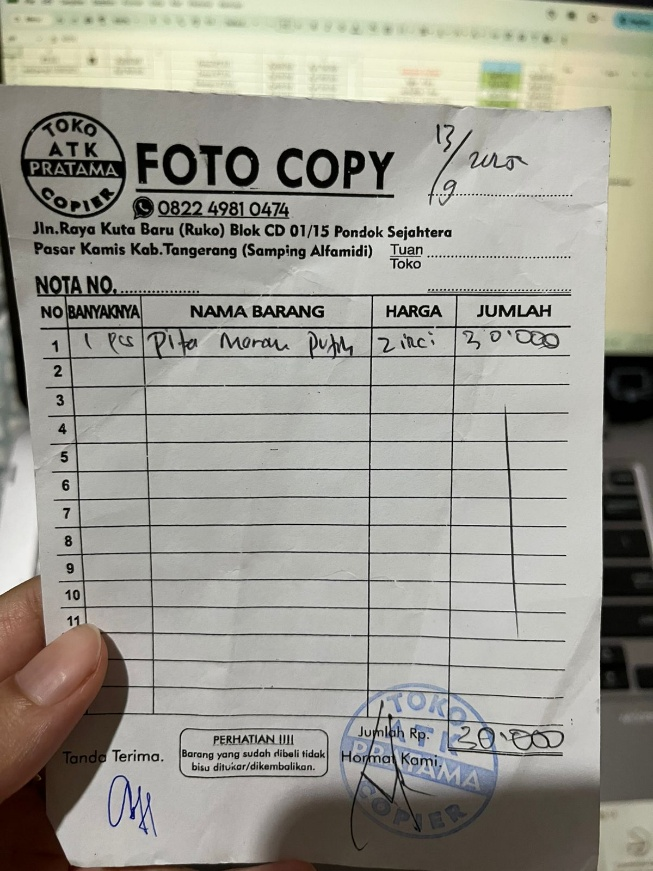 TOKO
ATK
PRATAMA
COPIER
FOTO COPY
13/9
0822 4981 0474
Jln.Raya Kuta Baru (Ruko) Blok CD 01/15 Pondok Sejahtera
Pasar Kamis Kab.Tangerang (Samping Alfamidi)
Tuan
Toko
NOTA NO.
NO BANYAKNYA NAMA BARANG HARGA JUMLAH
1 1 pcs Pita Merah Putih 2 inci 30.000
2
3
4
5
6
7
8
9
10
11
Jumlah Rp. 30.000
Tanda Terima.
PERHATIAN !!!!
Barang yang sudah dibeli tidak
bisu ditukar/dikembalikan.
Hormat Kami,
TOKO
ATK
PRATAMA
COPIER